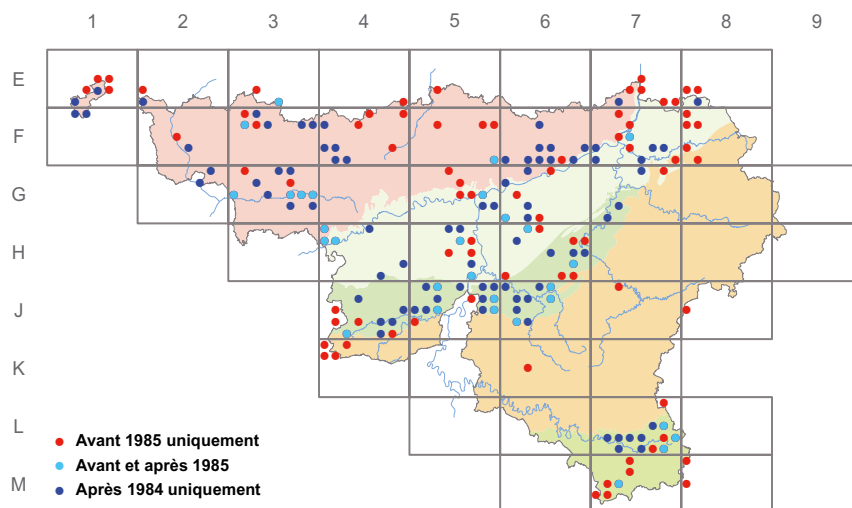 1 2 3 4 5 6 7 8 9
E
F
G
H
J
K
L
M
Avant 1985 uniquement
Avant et après 1985
Après 1984 uniquement